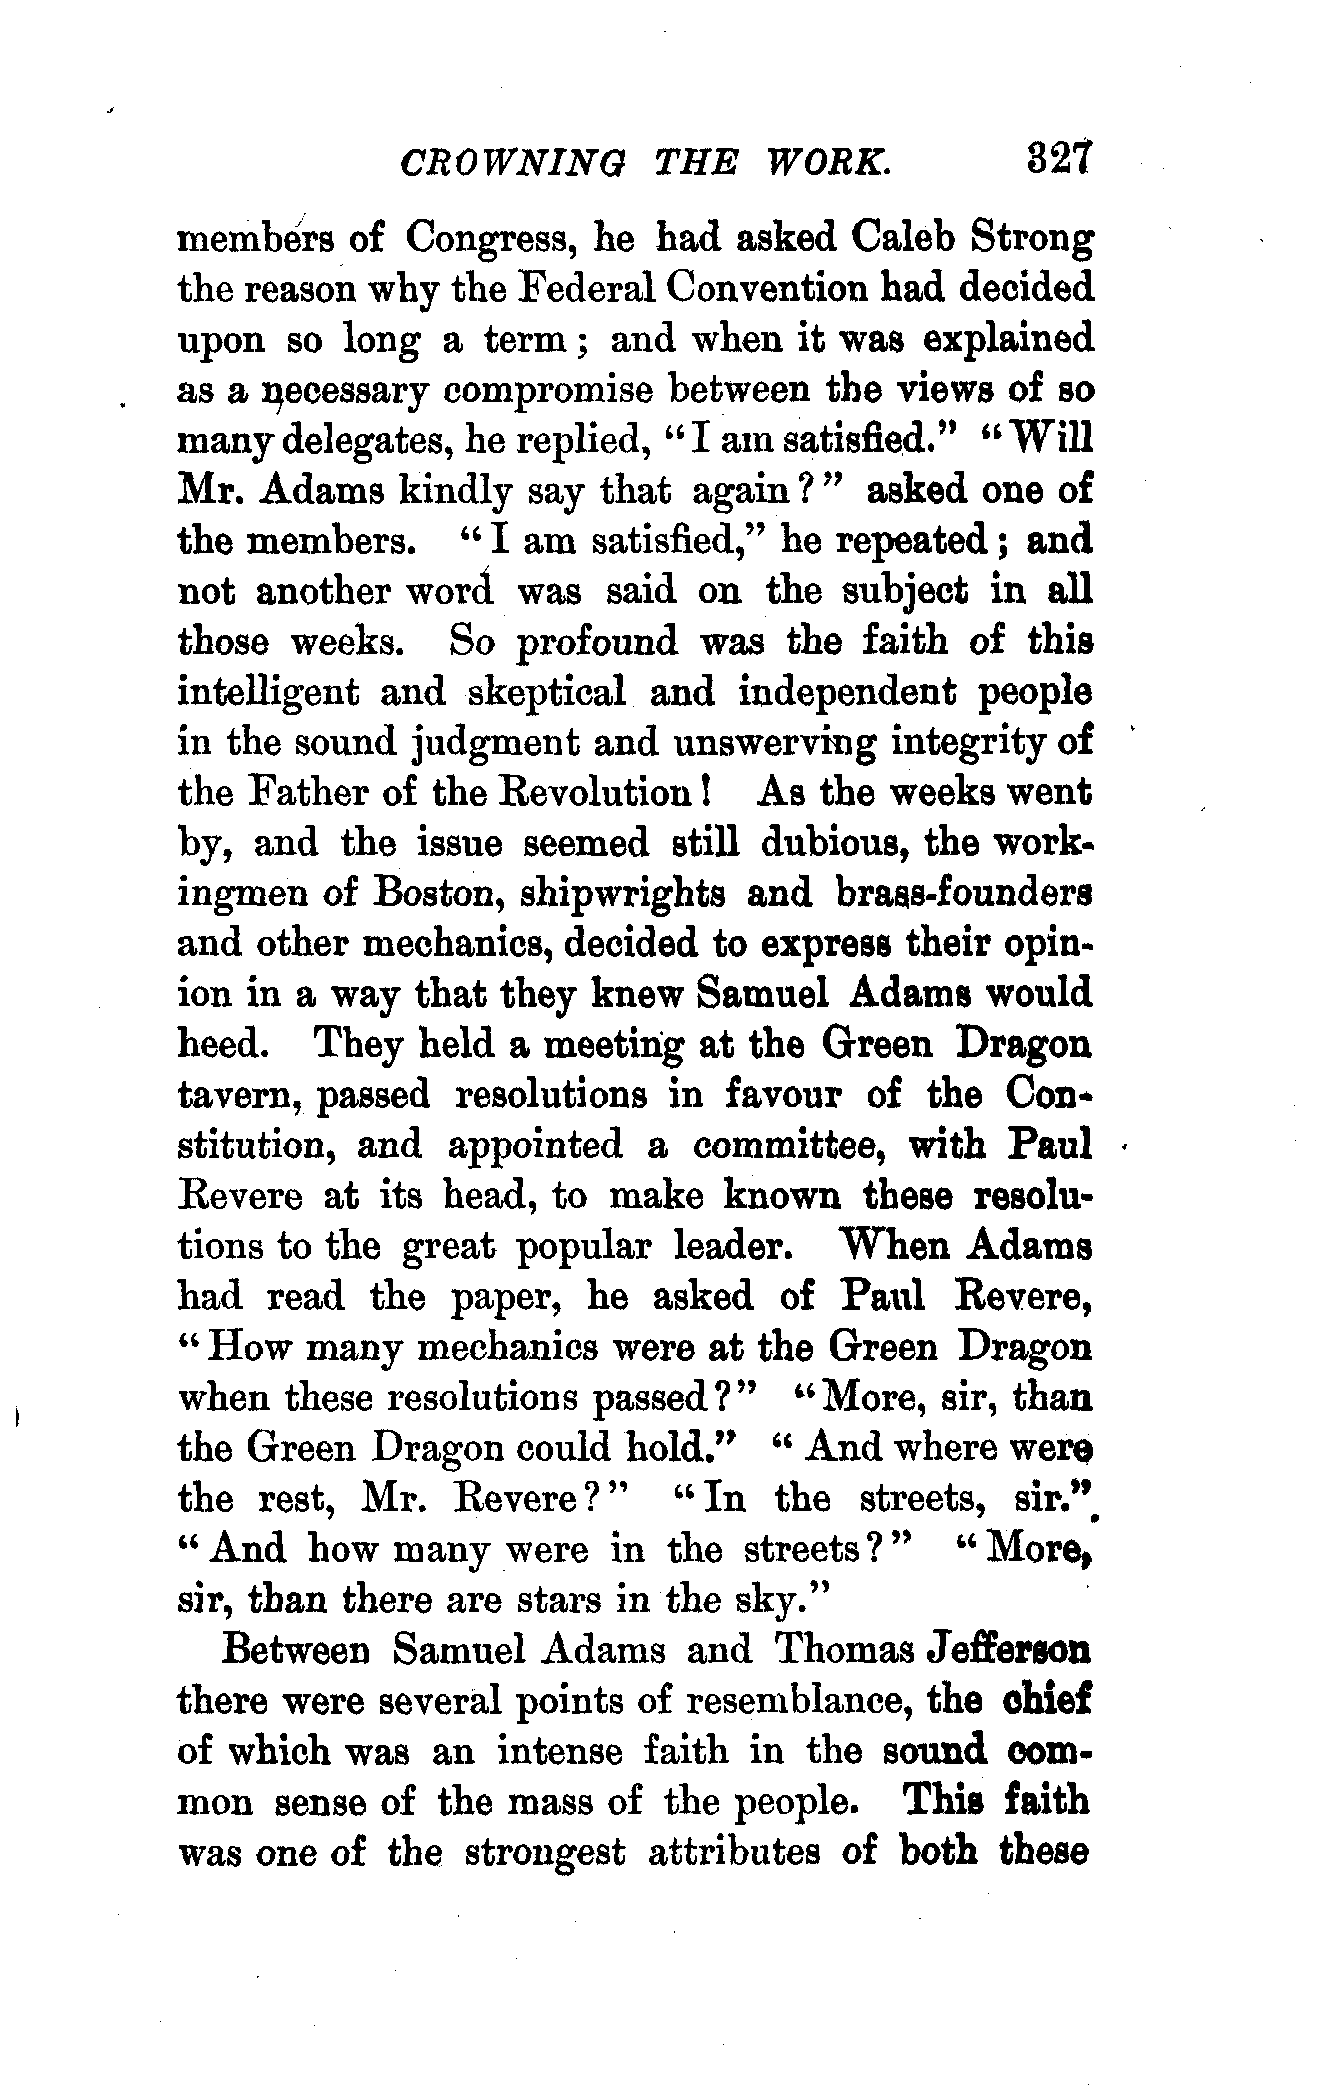 CROWNING THE WORK. 327
members of Congress, he had asked Caleb Strong
the reason why the Federal Convention had decided
upon so long a term; and when it was explained
as a necessary compromise between the views of so
many delegates, he replied, "I am satisfied." "Will
Mr. Adams kindly say that again?" asked one of
the members. "I am satisfied," he repeated; and
not another word was said on the subject in all
those weeks. So profound was the faith of this
intelligent and skeptical and independent people
in the sound judgment and unswerving integrity of
the Father of the Revolution! As the weeks went
by, and the issue seemed still dubious, the work-
ingmen of Boston, shipwrights and brass-founders
and other mechanics, decided to express their opin-
ion in a way that they knew Samuel Adams would
heed. They held a meeting at the Green Dragon
tavern, passed resolutions in favour of the Con-
stitution, and appointed a committee, with Paul
Revere at its head, to make known these resolu-
tions to the great popular leader. When Adams
had read the paper, he asked of Paul Revere,
"How many mechanics were at the Green Dragon
when these resolutions passed?" "More, sir, than
the Green Dragon could hold." "And where were
the rest, Mr. Revere?" "In the streets, sir."
"And how many were in the streets?" "More,
sir, than there are stars in the sky."
Between Samuel Adams and Thomas Jefferson
there were several points of resemblance, the chief
of which was an intense faith in the sound com-
mon sense of the mass of the people. This faith
was one of the strongest attributes of both these